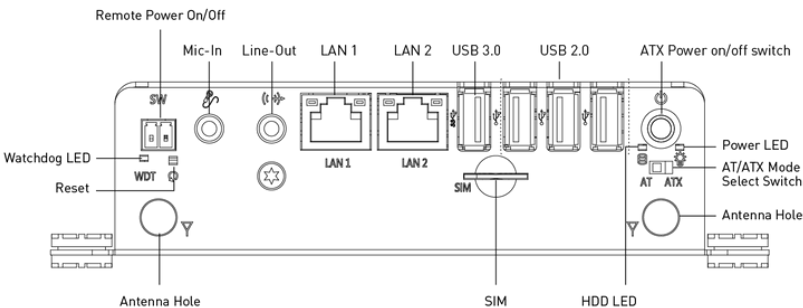 Remote Power On/Off
Mic-In
Line-Out
LAN 1
LAN 2
USB 3.0
USB 2.0
ATX Power on/off switch
SW
Watchdog LED
WDT
Reset
LAN 1
LAN 2
SIM
Power LED
AT/ATX Mode
Select Switch
AT
ATX
Antenna Hole
Antenna Hole
SIM
HDD LED